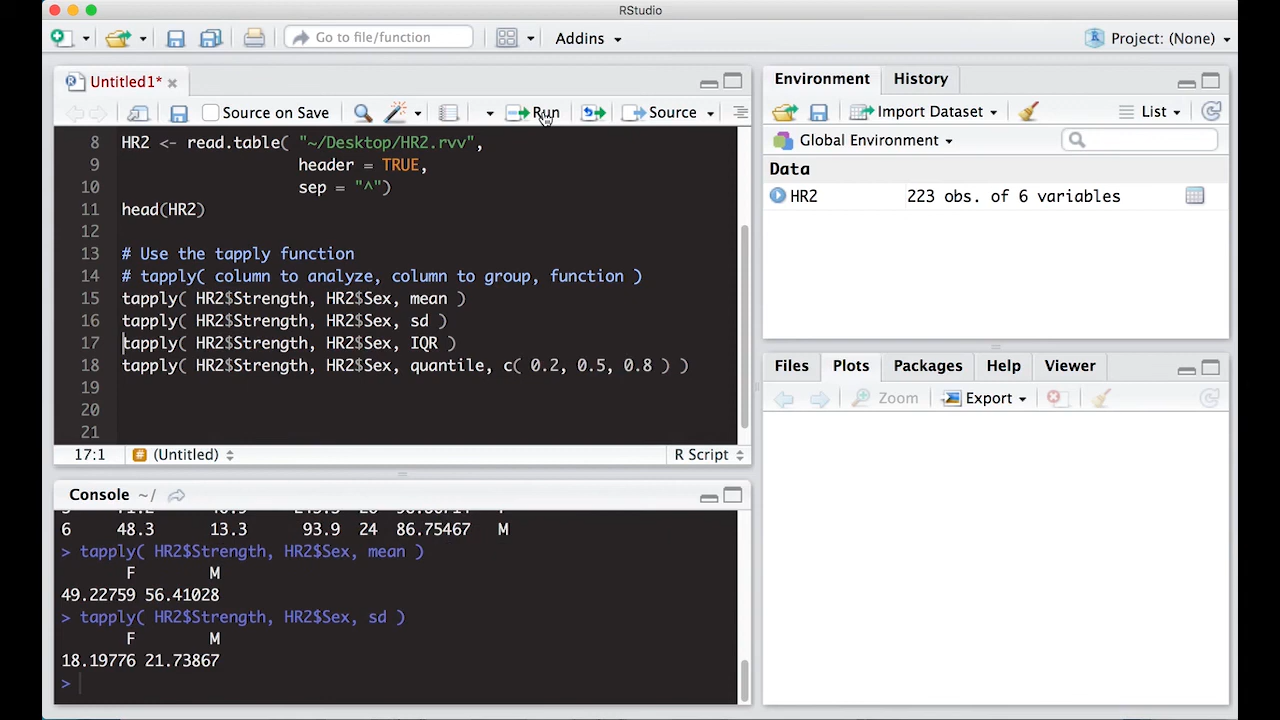 RStudio
Go to file/function
Addins
Project: (None)
Untitled1*
Source on Save
Run
Source
8 HR2 <- read.table( "~/Desktop/HR2.rvv",
9 header = TRUE,
10 sep = "^")
11 head(HR2)
12
13 # Use the tapply function
14 # tapply( column to analyze, column to group, function )
15 tapply( HR2$Strength, HR2$Sex, mean )
16 tapply( HR2$Strength, HR2$Sex, sd )
17 tapply( HR2$Strength, HR2$Sex, IQR )
18 tapply( HR2$Strength, HR2$Sex, quantile, c( 0.2, 0.5, 0.8 ) )
19
20
21
17:1 # (Untitled) R Script
Console ~/
6 48.3 13.3 93.9 24 86.75467 M
> tapply( HR2$Strength, HR2$Sex, mean )
F M
49.22759 56.41028
> tapply( HR2$Strength, HR2$Sex, sd )
F M
18.19776 21.73867
>
Environment History
Import Dataset List
Global Environment
Data
HR2 223 obs. of 6 variables
Files Plots Packages Help Viewer
Zoom Export